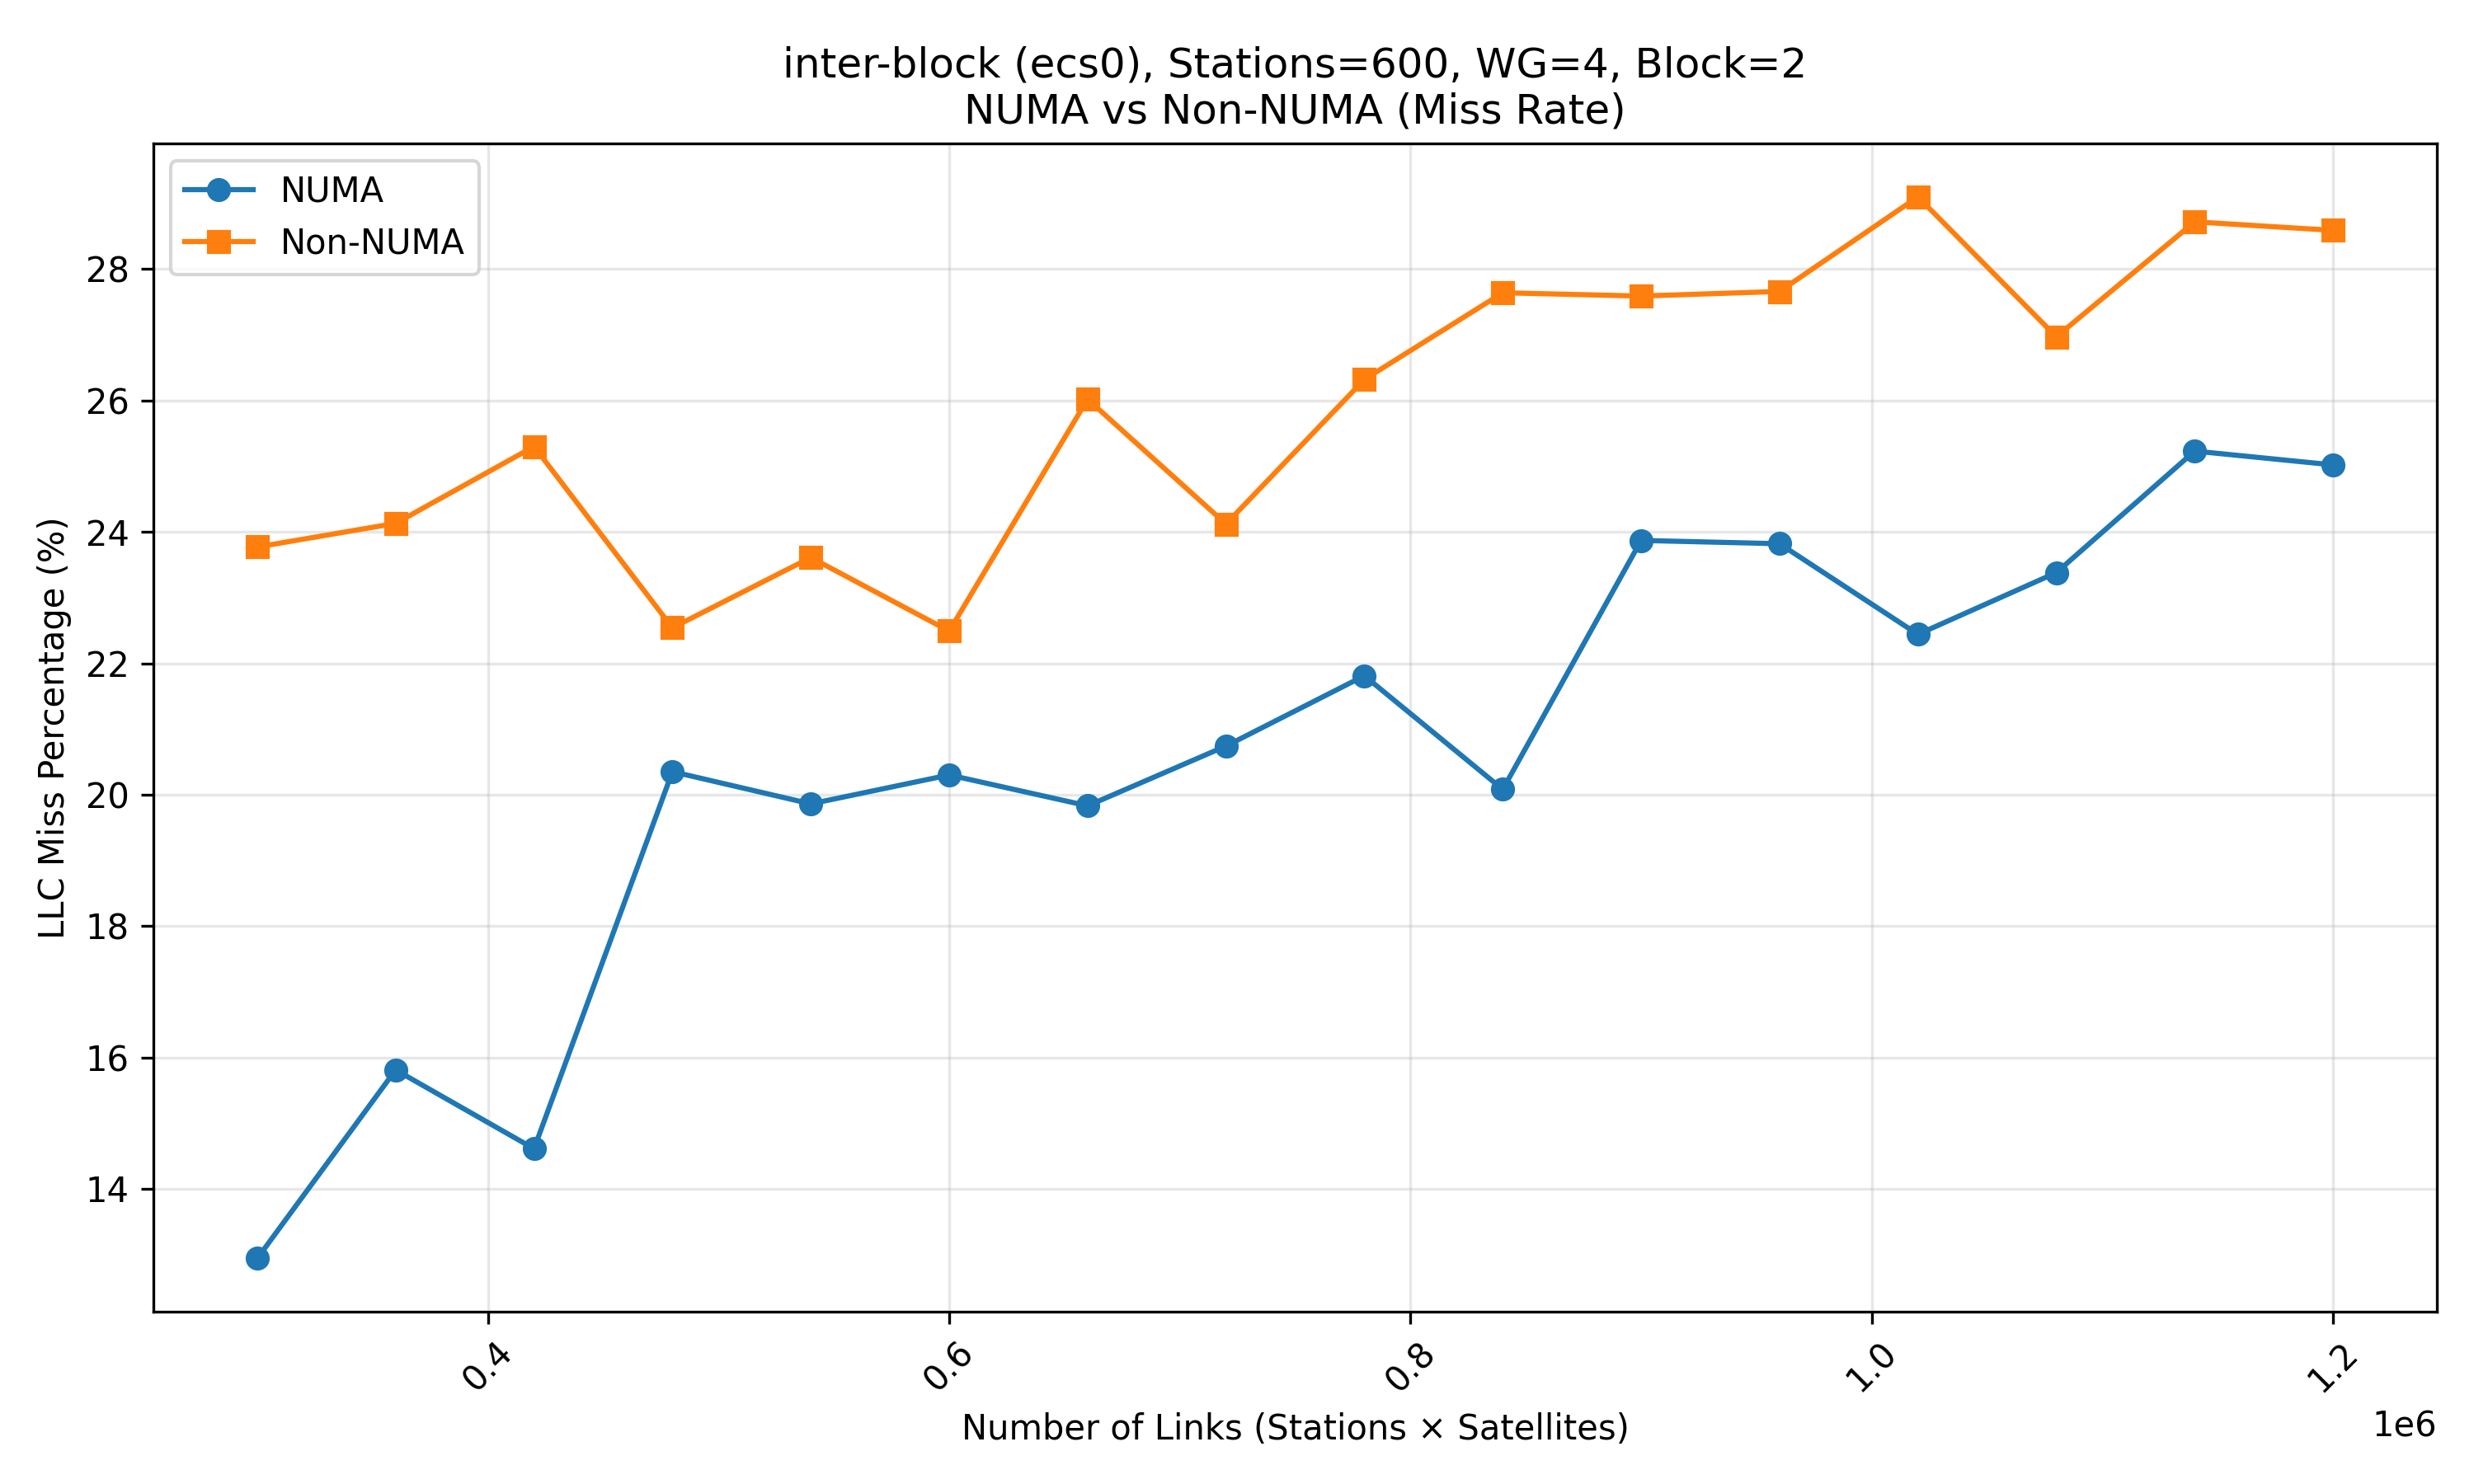 inter-block (ecs0), Stations=600, WG=4, Block=2
NUMA vs Non-NUMA (Miss Rate)
NUMA
Non-NUMA
LLC Miss Percentage (%)
28
26
24
22
20
18
16
14
0.4
0.6
0.8
1.0
1.2
1e6
Number of Links (Stations × Satellites)